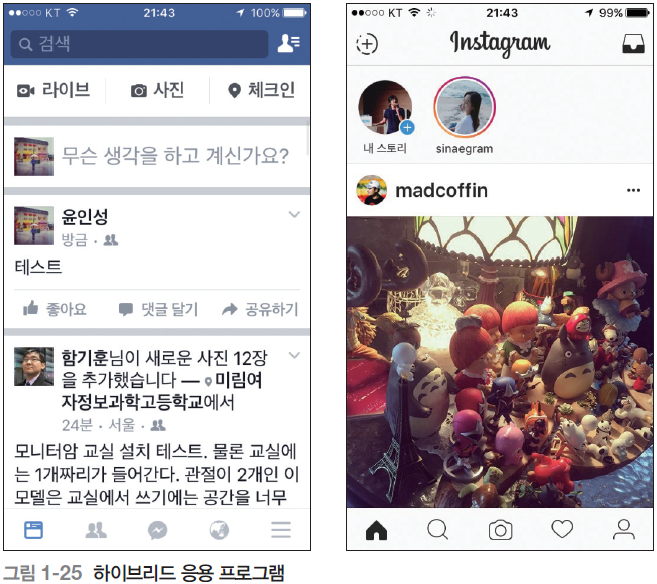 KT 21:43 100%
검색
라이브 사진 체크인
무슨 생각을 하고 계신가요?
윤인성
방금 ·
테스트
좋아요 댓글 달기 공유하기
함기훈님이 새로운 사진 12장
을 추가했습니다 — 미림여
자정보과학고등학교에서
24분 · 서울 ·
모니터암 교실 설치 테스트. 물론 교실에
는 1개짜리가 들어간다. 관절이 2개인 이
모델은 교실에서 쓰기에는 공간을 너무
KT 21:43 99%
Instagram
내 스토리 sinaegram
madcoffin
그림 1-25 하이브리드 응용 프로그램